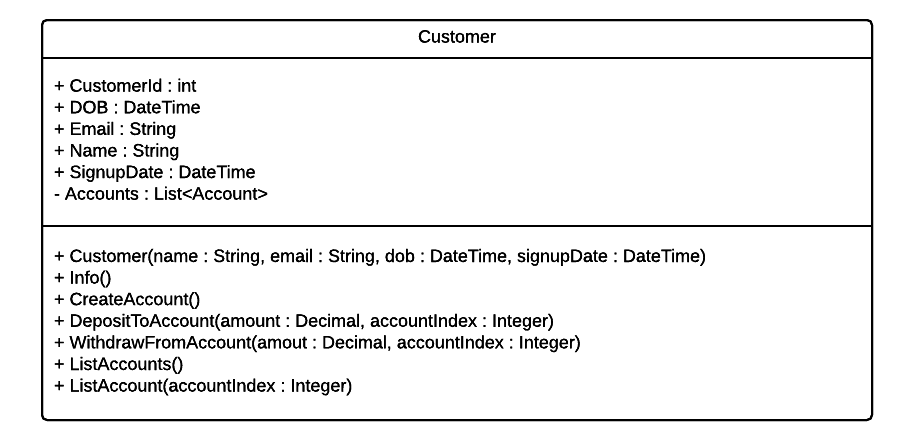 Customer
+ CustomerId : int
+ DOB : DateTime
+ Email : String
+ Name : String
+ SignupDate : DateTime
- Accounts : List<Account>
+ Customer(name : String, email : String, dob : DateTime, signupDate : DateTime)
+ Info()
+ CreateAccount()
+ DepositToAccount(amount : Decimal, accountIndex : Integer)
+ WithdrawFromAccount(amout : Decimal, accountIndex : Integer)
+ ListAccounts()
+ ListAccount(accountIndex : Integer)